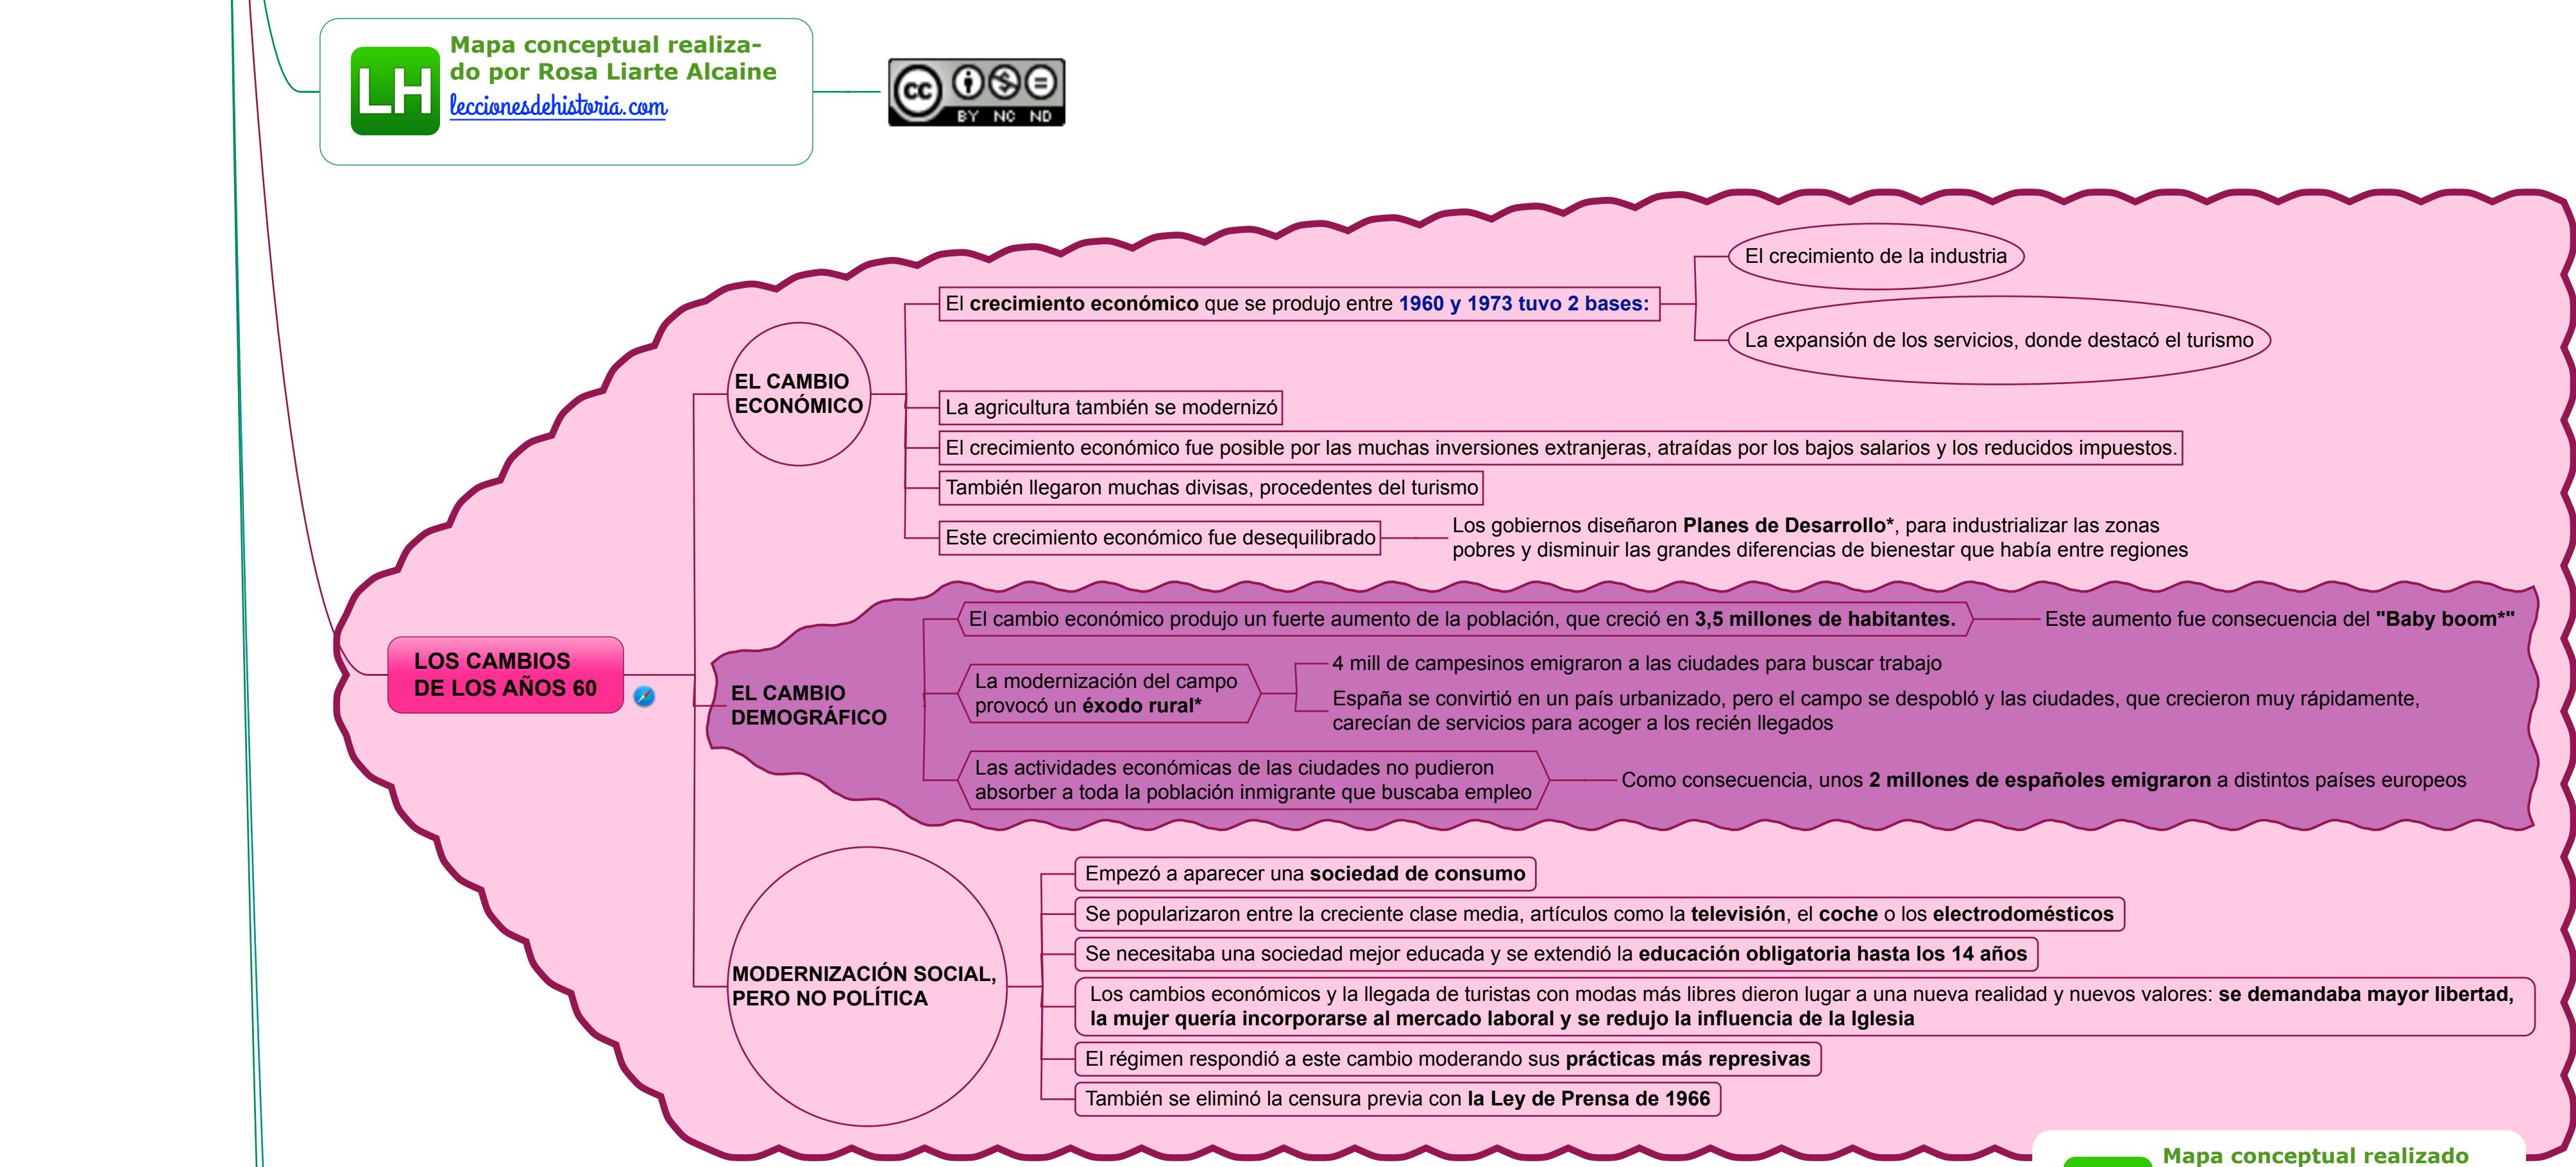 LH
Mapa conceptual realiza-
do por Rosa Liarte Alcaine
leccionesdehistoria.com
cc
BY NC ND
El crecimiento de la industria
El crecimiento económico que se produjo entre 1960 y 1973 tuvo 2 bases:
La expansión de los servicios, donde destacó el turismo
EL CAMBIO
ECONÓMICO
La agricultura también se modernizó
El crecimiento económico fue posible por las muchas inversiones extranjeras, atraídas por los bajos salarios y los reducidos impuestos.
También llegaron muchas divisas, procedentes del turismo
Este crecimiento económico fue desequilibrado
Los gobiernos diseñaron Planes de Desarrollo*, para industrializar las zonas
pobres y disminuir las grandes diferencias de bienestar que había entre regiones
LOS CAMBIOS
DE LOS AÑOS 60
EL CAMBIO
DEMOGRÁFICO
El cambio económico produjo un fuerte aumento de la población, que creció en 3,5 millones de habitantes.
Este aumento fue consecuencia del "Baby boom*"
La modernización del campo
provocó un éxodo rural*
4 mill de campesinos emigraron a las ciudades para buscar trabajo
España se convirtió en un país urbanizado, pero el campo se despobló y las ciudades, que crecieron muy rápidamente,
carecían de servicios para acoger a los recién llegados
Las actividades económicas de las ciudades no pudieron
absorber a toda la población inmigrante que buscaba empleo
Como consecuencia, unos 2 millones de españoles emigraron a distintos países europeos
MODERNIZACIÓN SOCIAL,
PERO NO POLÍTICA
Empezó a aparecer una sociedad de consumo
Se popularizaron entre la creciente clase media, artículos como la televisión, el coche o los electrodomésticos
Se necesitaba una sociedad mejor educada y se extendió la educación obligatoria hasta los 14 años
Los cambios económicos y la llegada de turistas con modas más libres dieron lugar a una nueva realidad y nuevos valores: se demandaba mayor libertad,
la mujer quería incorporarse al mercado laboral y se redujo la influencia de la Iglesia
El régimen respondió a este cambio moderando sus prácticas más represivas
También se eliminó la censura previa con la Ley de Prensa de 1966
Mapa conceptual realizado